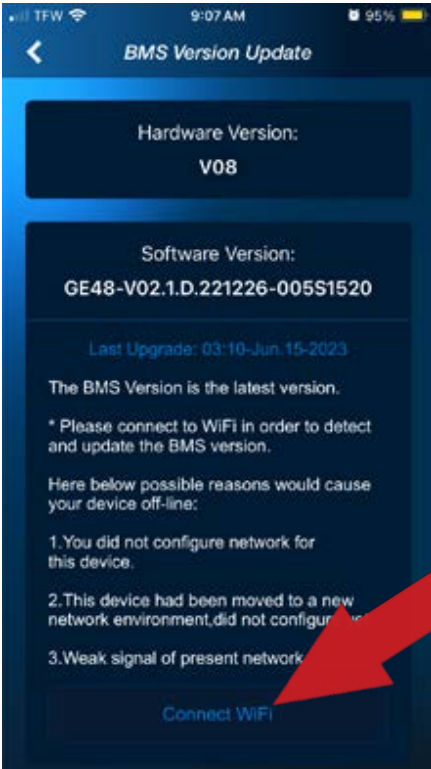 TFW 9:07 AM 95%
BMS Version Update
Hardware Version:
V08
Software Version:
GE48-V02.1.D.221226-005S1520
Last Upgrade: 03:10-Jun.15-2023
The BMS Version is the latest version.
* Please connect to WiFi in order to detect
and update the BMS version.
Here below possible reasons would cause
your device off-line:
1.You did not configure network for
this device.
2.This device had been moved to a new
network environment,did not
3.Weak signal of present network
Connect WiFi